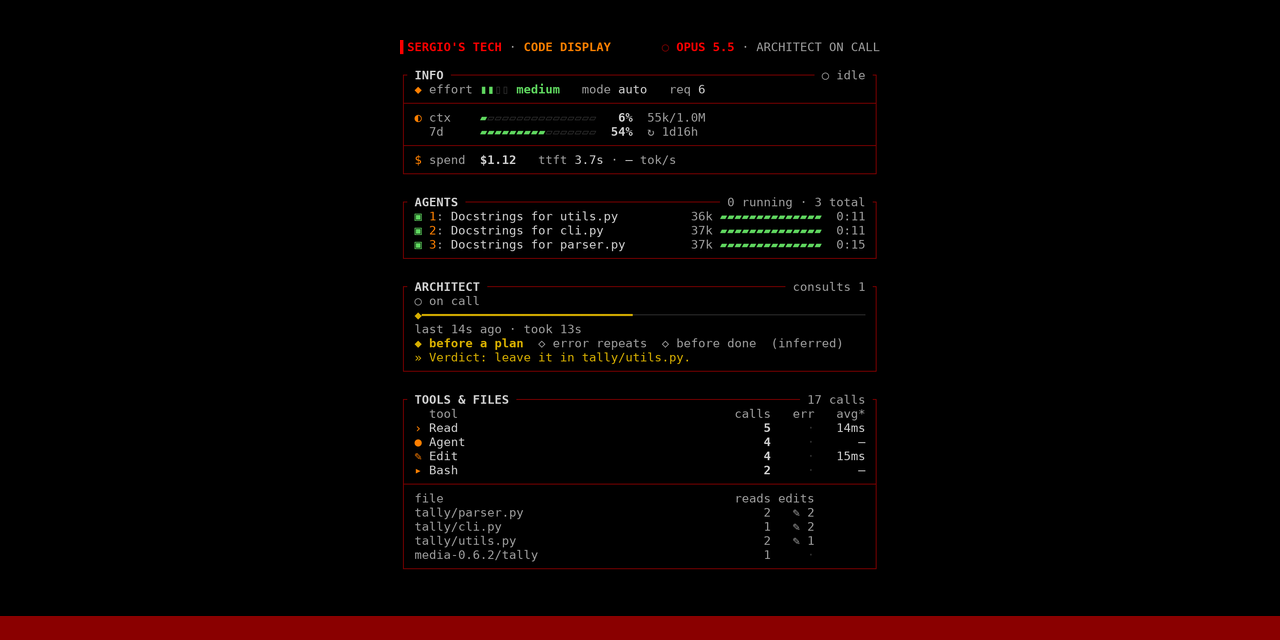 SERGIO'S TECH · CODE DISPLAY ○ OPUS 5.5 · ARCHITECT ON CALL
INFO ○ idle
◆ effort ▮▮▯▯ medium mode auto req 6
◐ ctx ▰▱▱▱▱▱▱▱▱▱▱▱▱▱▱▱ 6% 55k/1.0M
7d ▰▰▰▰▰▰▰▰▰▱▱▱▱▱▱▱ 54% ↻ 1d16h
$ spend $1.12 ttft 3.7s · — tok/s
AGENTS 0 running · 3 total
▣ 1: Docstrings for utils.py 36k ▰▰▰▰▰▰▰▰▰▰▰▰▰▰ 0:11
▣ 2: Docstrings for cli.py 37k ▰▰▰▰▰▰▰▰▰▰▰▰▰▰ 0:11
▣ 3: Docstrings for parser.py 37k ▰▰▰▰▰▰▰▰▰▰▰▰▰▰ 0:15
ARCHITECT consults 1
○ on call
last 14s ago · took 13s
◆ before a plan ◇ error repeats ◇ before done (inferred)
» Verdict: leave it in tally/utils.py.
TOOLS & FILES 17 calls
tool calls err avg*
› Read 5 · 14ms
● Agent 4 · —
✎ Edit 4 · 15ms
▸ Bash 2 · —
file reads edits
tally/parser.py 2 ✎ 2
tally/cli.py 1 ✎ 2
tally/utils.py 2 ✎ 1
media-0.6.2/tally 1 ·